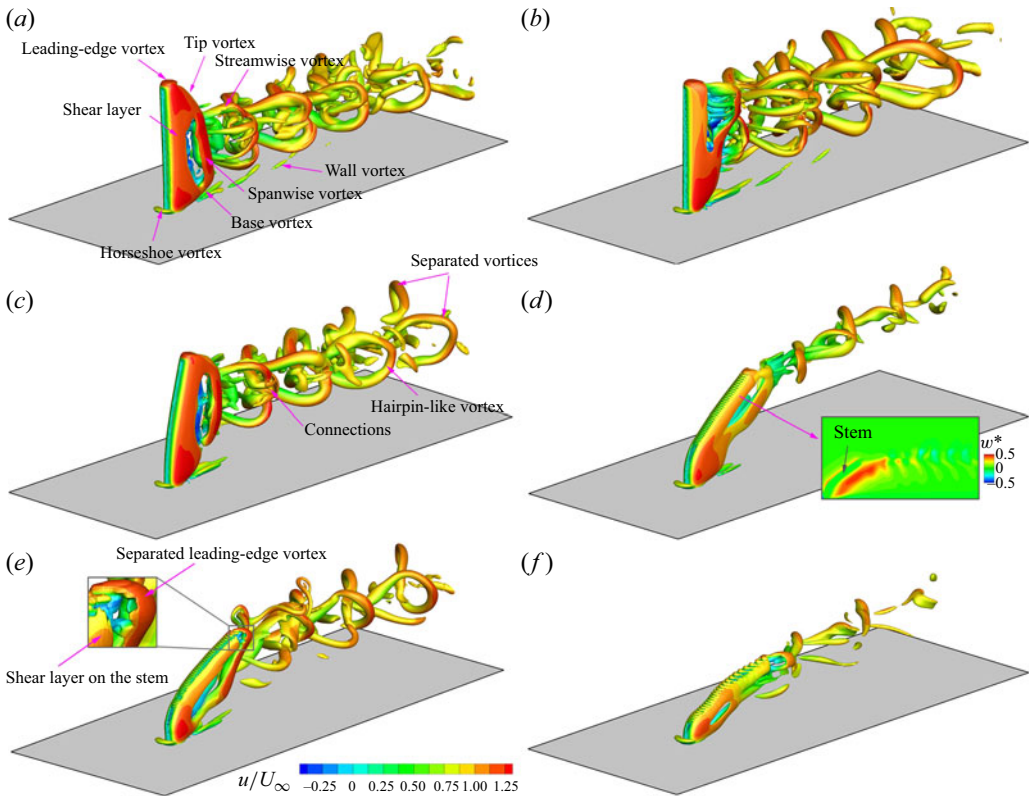 (a)
Leading-edge vortex
Tip vortex
Streamwise vortex
Shear layer
Wall vortex
Spanwise vortex
Base vortex
Horseshoe vortex
(b)
(c)
Separated vortices
Hairpin-like vortex
Connections
(d)
Stem
w*
0.5
0
−0.5
(e)
Separated leading-edge vortex
Shear layer on the stem
(f)
u/U∞
−0.25 0 0.25 0.50 0.75 1.00 1.25